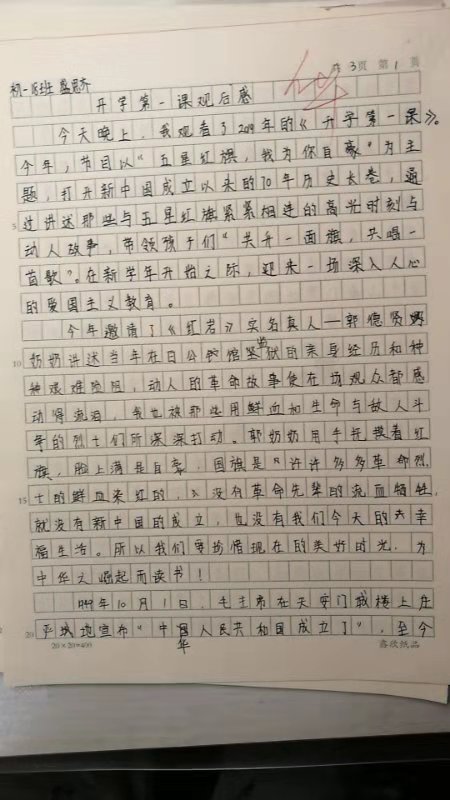 共3页 第1页
初一16班
开学第一课观后感
今天晚上,我观看了2019年的《开学第一课》。
今年,节目以“五星红旗,我为你自豪”为主
题,打开新中国成立以来的70年历史长卷,通
5 过讲述那些与五星红旗紧紧相连的高光时刻与
动人故事,带领孩子们“共升一面旗,共唱一
首歌”。在新学年开始之际,迎来一场深入人心
的爱国主义教育。
今年邀请了《红岩》实名真人—郭德贤
10 奶奶讲述当年在白公馆监狱的亲身经历和种
种艰难险阻,动人的革命故事使在场观众都感
动得流泪,我也被那些用鲜血和生命与敌人斗
争的烈士们所深深打动。郭奶奶用手抚摸着红
旗,脸上满是自豪,国旗是“许许多多革命烈
15 士的鲜血染红的,没有革命先辈的流血牺牲,
就没有新中国的成立,也没有我们今天的幸
福生活。所以我们要珍惜现在的美好时光,为
中华之崛起而读书!
1949年10月1日,毛主席在天安门城楼上庄
20 严地宣布“中华人民共和国成立了”,至今
20×20=400 鑫欣纸品